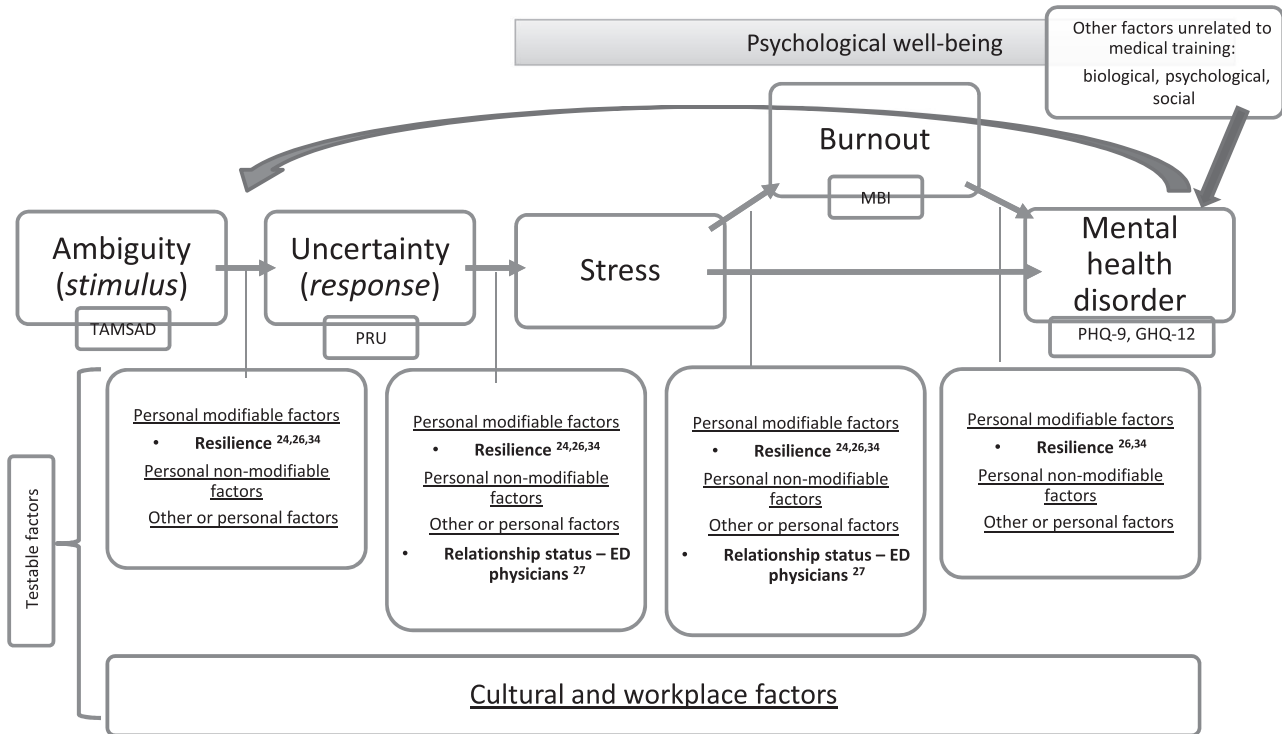 Psychological well-being
Other factors unrelated to
medical training:
biological, psychological,
social
Burnout
MBI
Ambiguity
(stimulus)
TAMSAD
Uncertainty
(response)
PRU
Stress
Mental
health
disorder
PHQ-9, GHQ-12
Testable factors
Personal modifiable factors
• Resilience 24,26,34
Personal non-modifiable
factors
Other or personal factors
Personal modifiable factors
• Resilience 24,26,34
Personal non-modifiable
factors
Other or personal factors
• Relationship status – ED
physicians 27
Personal modifiable factors
• Resilience 24,26,34
Personal non-modifiable
factors
Other or personal factors
• Relationship status – ED
physicians 27
Personal modifiable factors
• Resilience 26,34
Personal non-modifiable
factors
Other or personal factors
Cultural and workplace factors